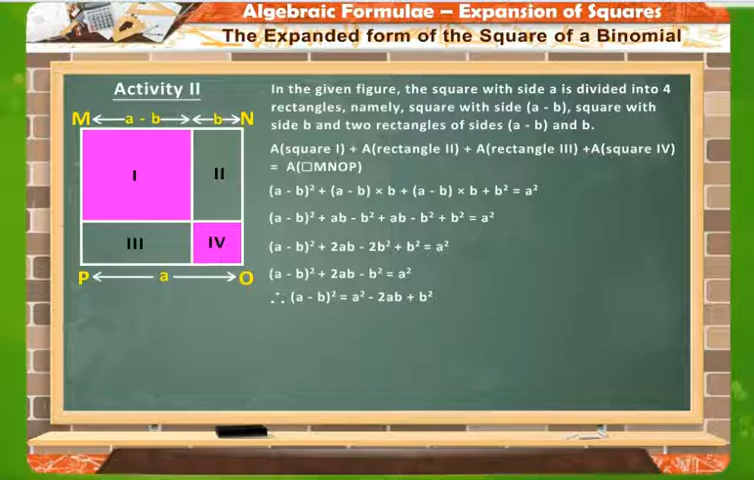 Algebraic Formulae – Expansion of Squares
The Expanded form of the Square of a Binomial
Activity II
M a - b b N
I II
III IV
P a O
In the given figure, the square with side a is divided into 4
rectangles, namely, square with side (a - b), square with
side b and two rectangles of sides (a - b) and b.
A(square I) + A(rectangle II) + A(rectangle III) +A(square IV)
= A(□MNOP)
(a - b)² + (a - b) × b + (a - b) × b + b² = a²
(a - b)² + ab - b² + ab - b² + b² = a²
(a - b)² + 2ab - 2b² + b² = a²
(a - b)² + 2ab - b² = a²
∴ (a - b)² = a² - 2ab + b²